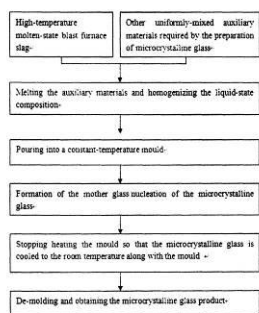 High-temperature
molten-state blast furnace
slag
Other uniformly-mixed auxiliary
materials required by the preparation
of microcrystalline glass
Melting the auxiliary materials and homogenizing the liquid-state
composition
Pouring into a constant-temperature mould
Formation of the mother glass nucleation of the microcrystalline
glass
Stopping heating the mould so that the microcrystalline glass is
cooled to the room temperature along with the mould
De-molding and obtaining the microcrystalline glass product